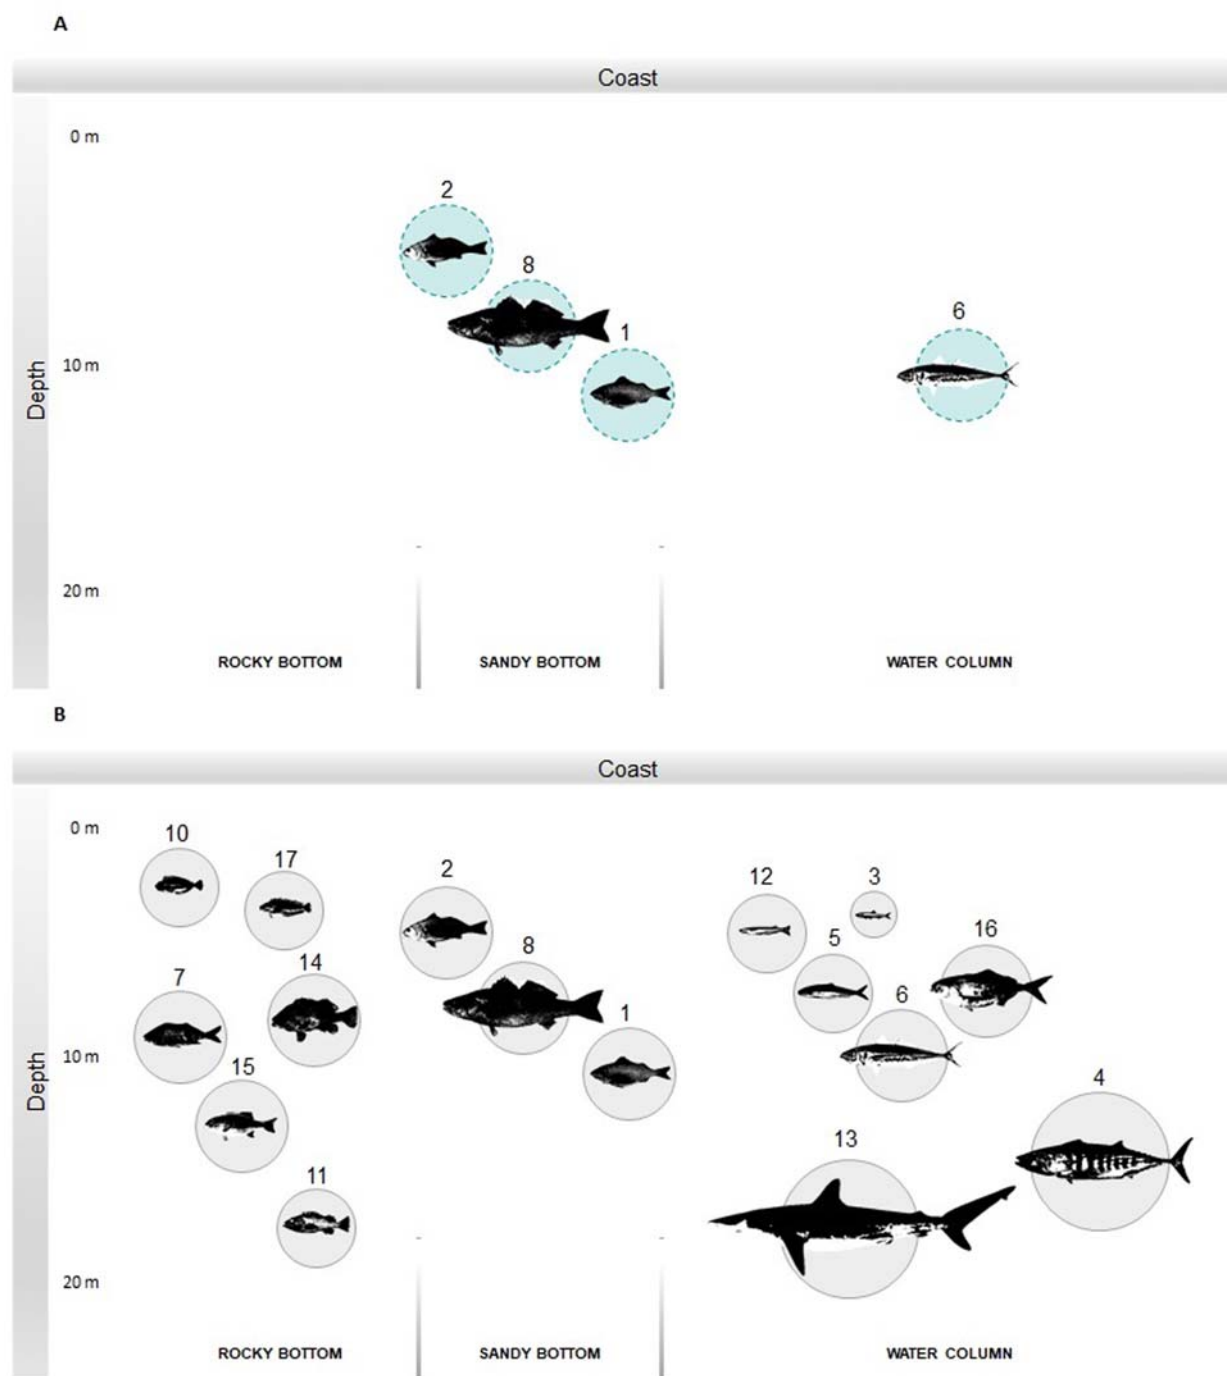 A
Coast
0 m
2
8
6
1
10 m
Depth
20 m
ROCKY BOTTOM SANDY BOTTOM WATER COLUMN
B
Coast
0 m
10
17
2
12
3
5
16
8
7
14
6
1
10 m
15
4
Depth
13
11
20 m
ROCKY BOTTOM SANDY BOTTOM WATER COLUMN